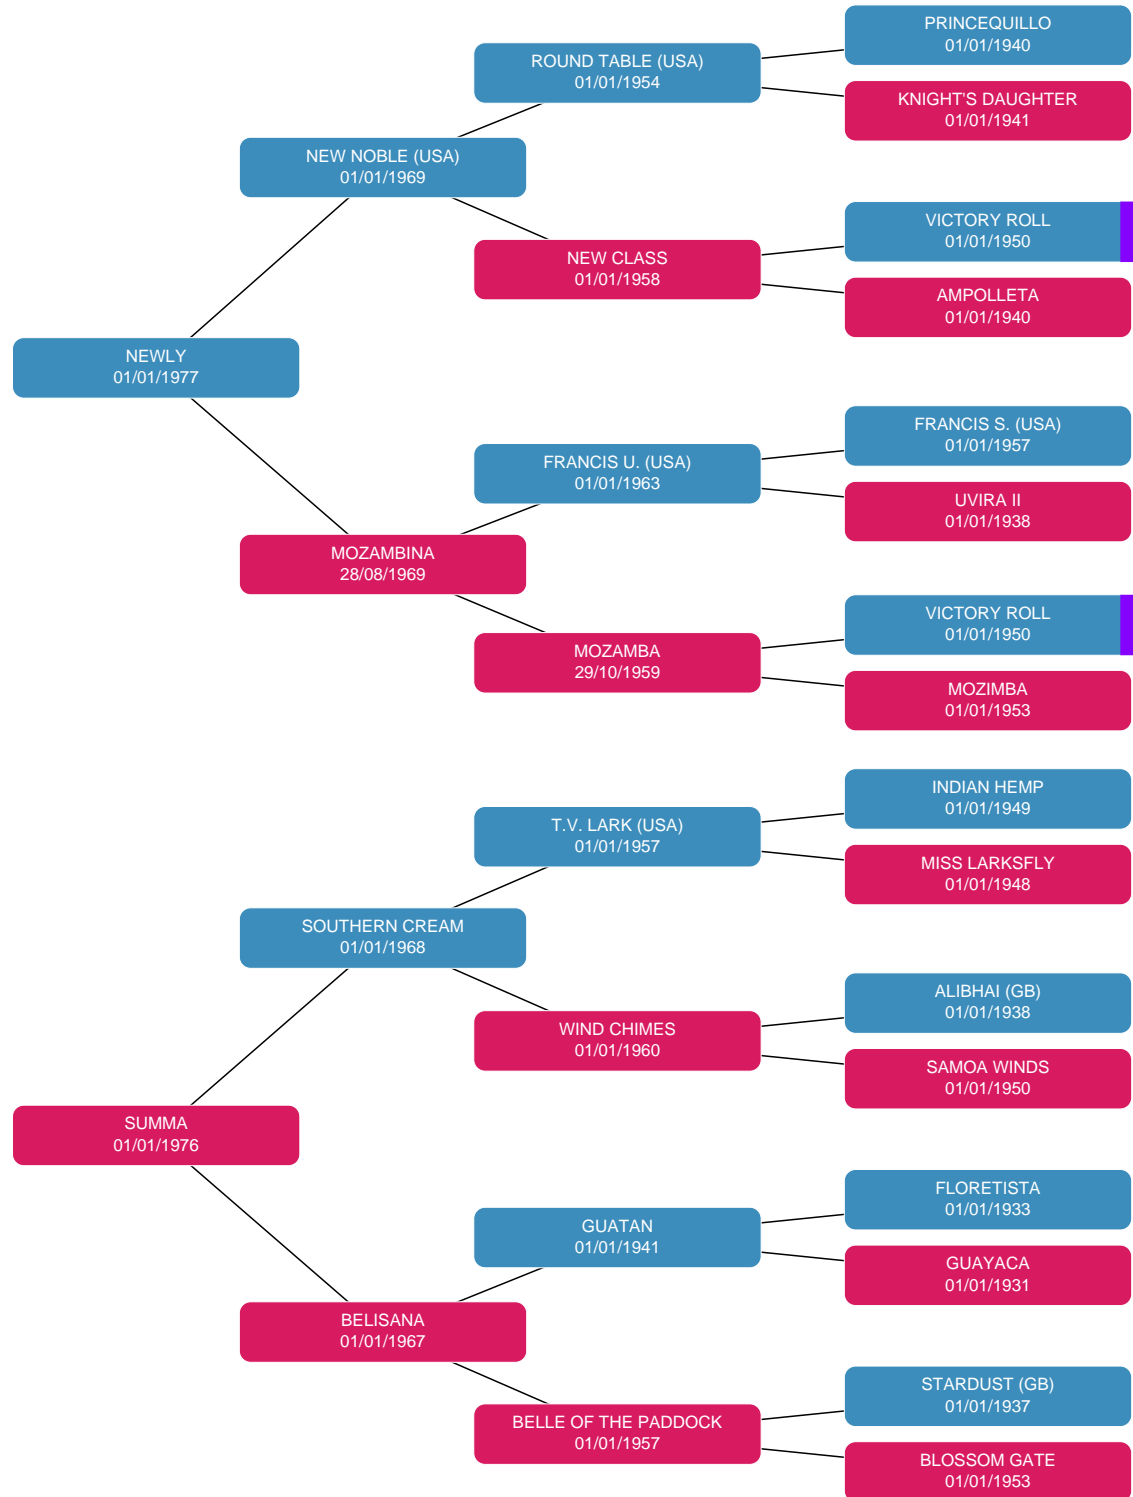 PRINCEQUILLO
01/01/1940
ROUND TABLE (USA)
01/01/1954
KNIGHT'S DAUGHTER
01/01/1941
NEW NOBLE (USA)
01/01/1969
VICTORY ROLL
01/01/1950
NEW CLASS
01/01/1958
AMPOLLETA
01/01/1940
NEWLY
01/01/1977
FRANCIS S. (USA)
01/01/1957
FRANCIS U. (USA)
01/01/1963
UVIRA II
01/01/1938
MOZAMBINA
28/08/1969
VICTORY ROLL
01/01/1950
MOZAMBA
29/10/1959
MOZIMBA
01/01/1953
INDIAN HEMP
01/01/1949
T.V. LARK (USA)
01/01/1957
MISS LARKSFLY
01/01/1948
SOUTHERN CREAM
01/01/1968
ALIBHAI (GB)
01/01/1938
WIND CHIMES
01/01/1960
SAMOA WINDS
01/01/1950
SUMMA
01/01/1976
FLORETISTA
01/01/1933
GUATAN
01/01/1941
GUAYACA
01/01/1931
BELISANA
01/01/1967
STARDUST (GB)
01/01/1937
BELLE OF THE PADDOCK
01/01/1957
BLOSSOM GATE
01/01/1953